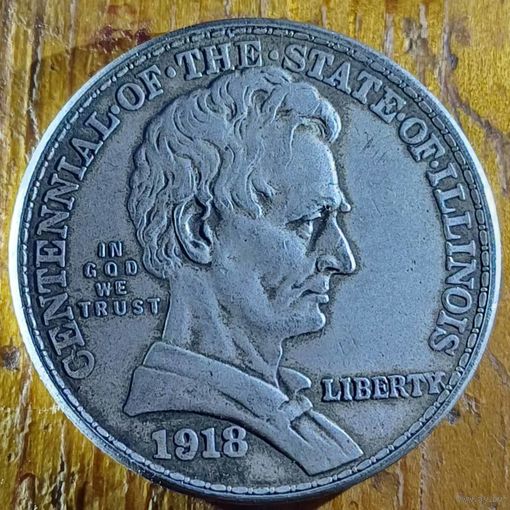 CENTENNIAL·OF·THE·STATE·OF·ILLINOIS
IN
GOD
WE
TRUST
LIBERTY
1918